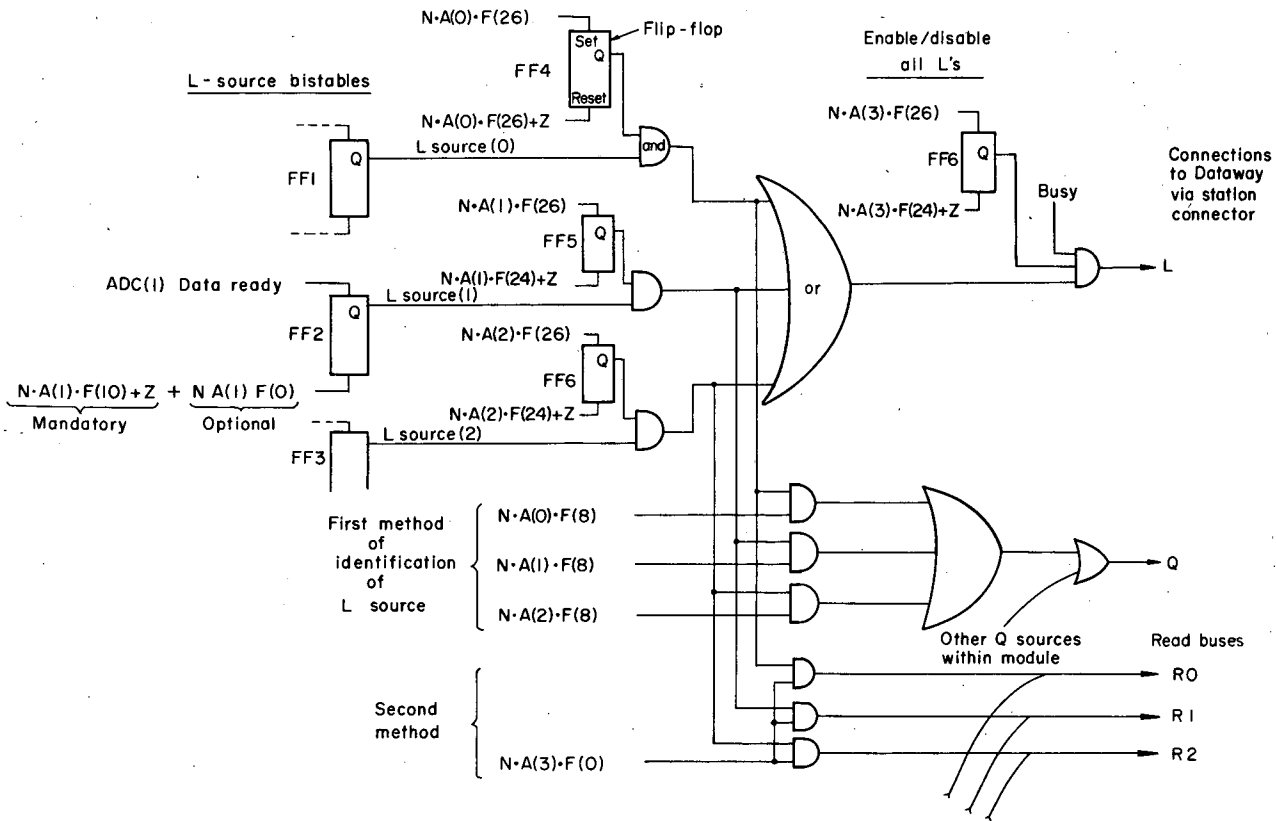 N·A(0)·F(26)
Set
Q
Reset
Flip-flop
FF4
N·A(0)·F(26)+Z
Enable/disable
all L's
L-source bistables
Q
FF1
L source(0)
and
N·A(1)·F(26)
Q
FF5
N·A(1)·F(24)+Z
N·A(3)·F(26)
Q
FF6
N·A(3)·F(24)+Z
Busy
Connections
to Dataway
via station
connector
L
or
ADC(1) Data ready
Q
FF2
L source(1)
N·A(2)·F(26)
Q
FF6
N·A(2)·F(24)+Z
N·A(1)·F(10)+Z + N A(1) F(0)
Mandatory Optional
FF3
L source(2)
First method
of
identification
of
L source
N·A(0)·F(8)
N·A(1)·F(8)
N·A(2)·F(8)
Q
Other Q sources
within module
Read buses
R0
R1
R2
Second
method
N·A(3)·F(0)